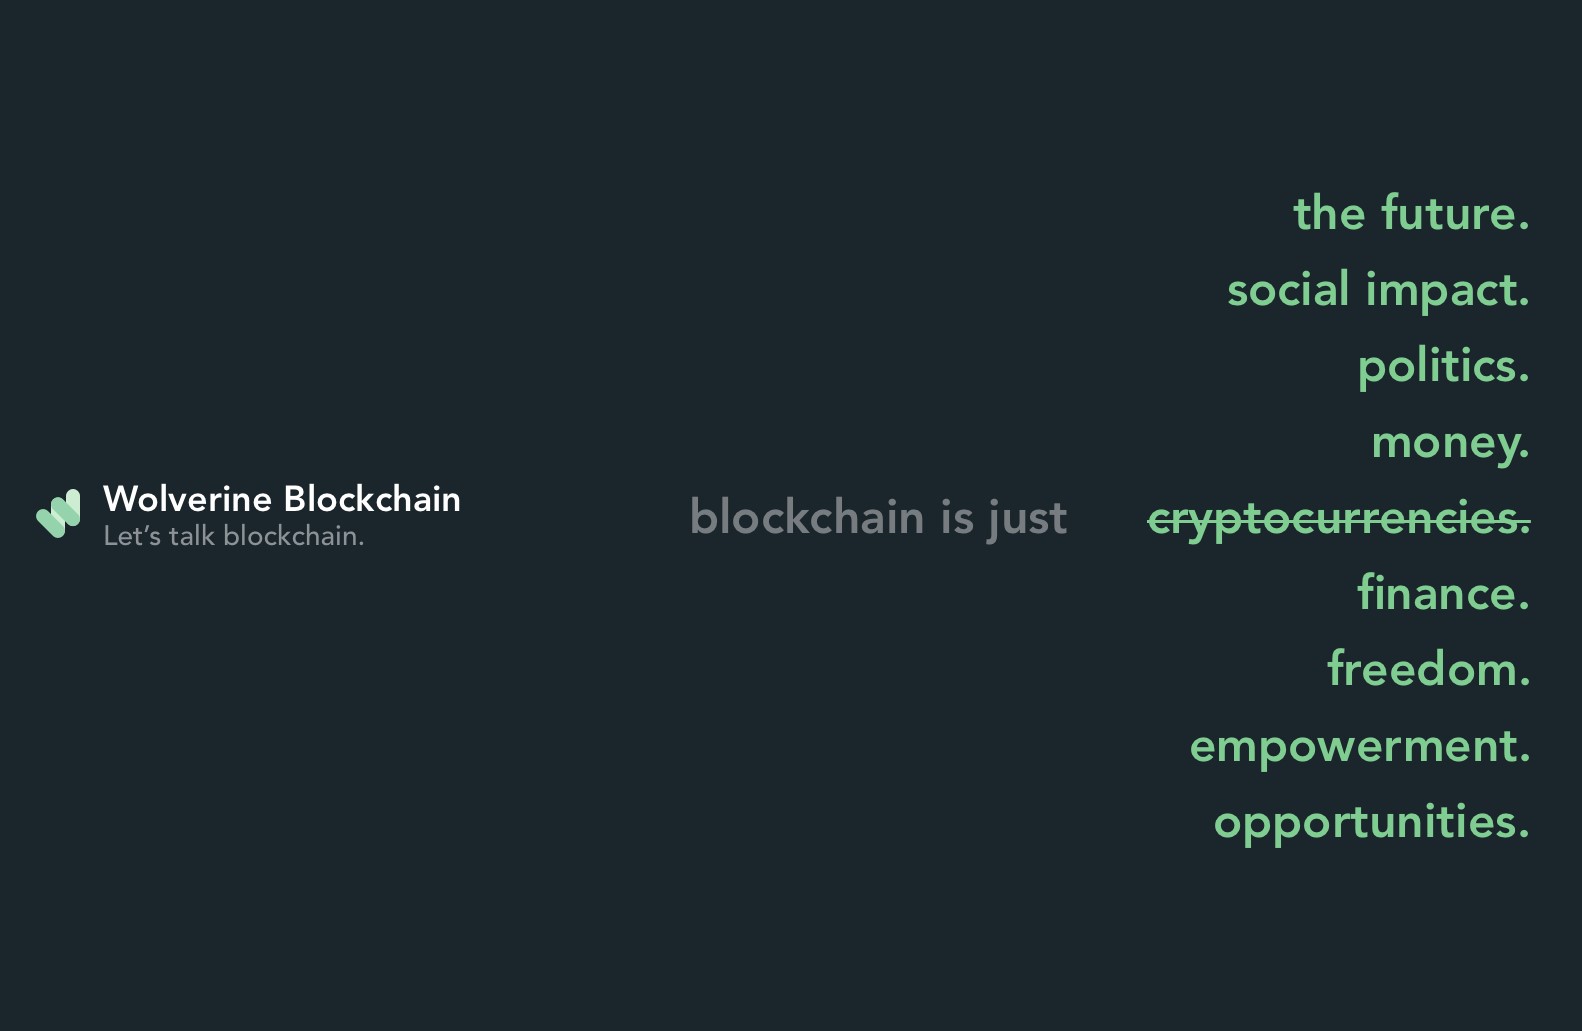 Wolverine Blockchain
Let’s talk blockchain.
blockchain is just
the future.
social impact.
politics.
money.
cryptocurrencies.
finance.
freedom.
empowerment.
opportunities.